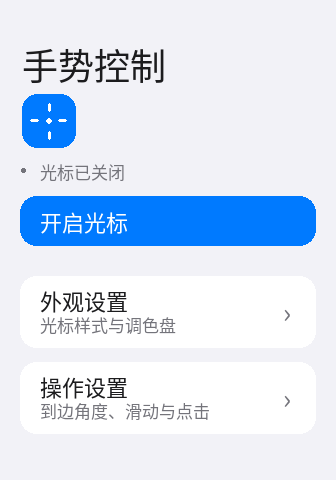 手势控制
光标已关闭
开启光标
外观设置
光标样式与调色盘
操作设置
到边角度、滑动与点击